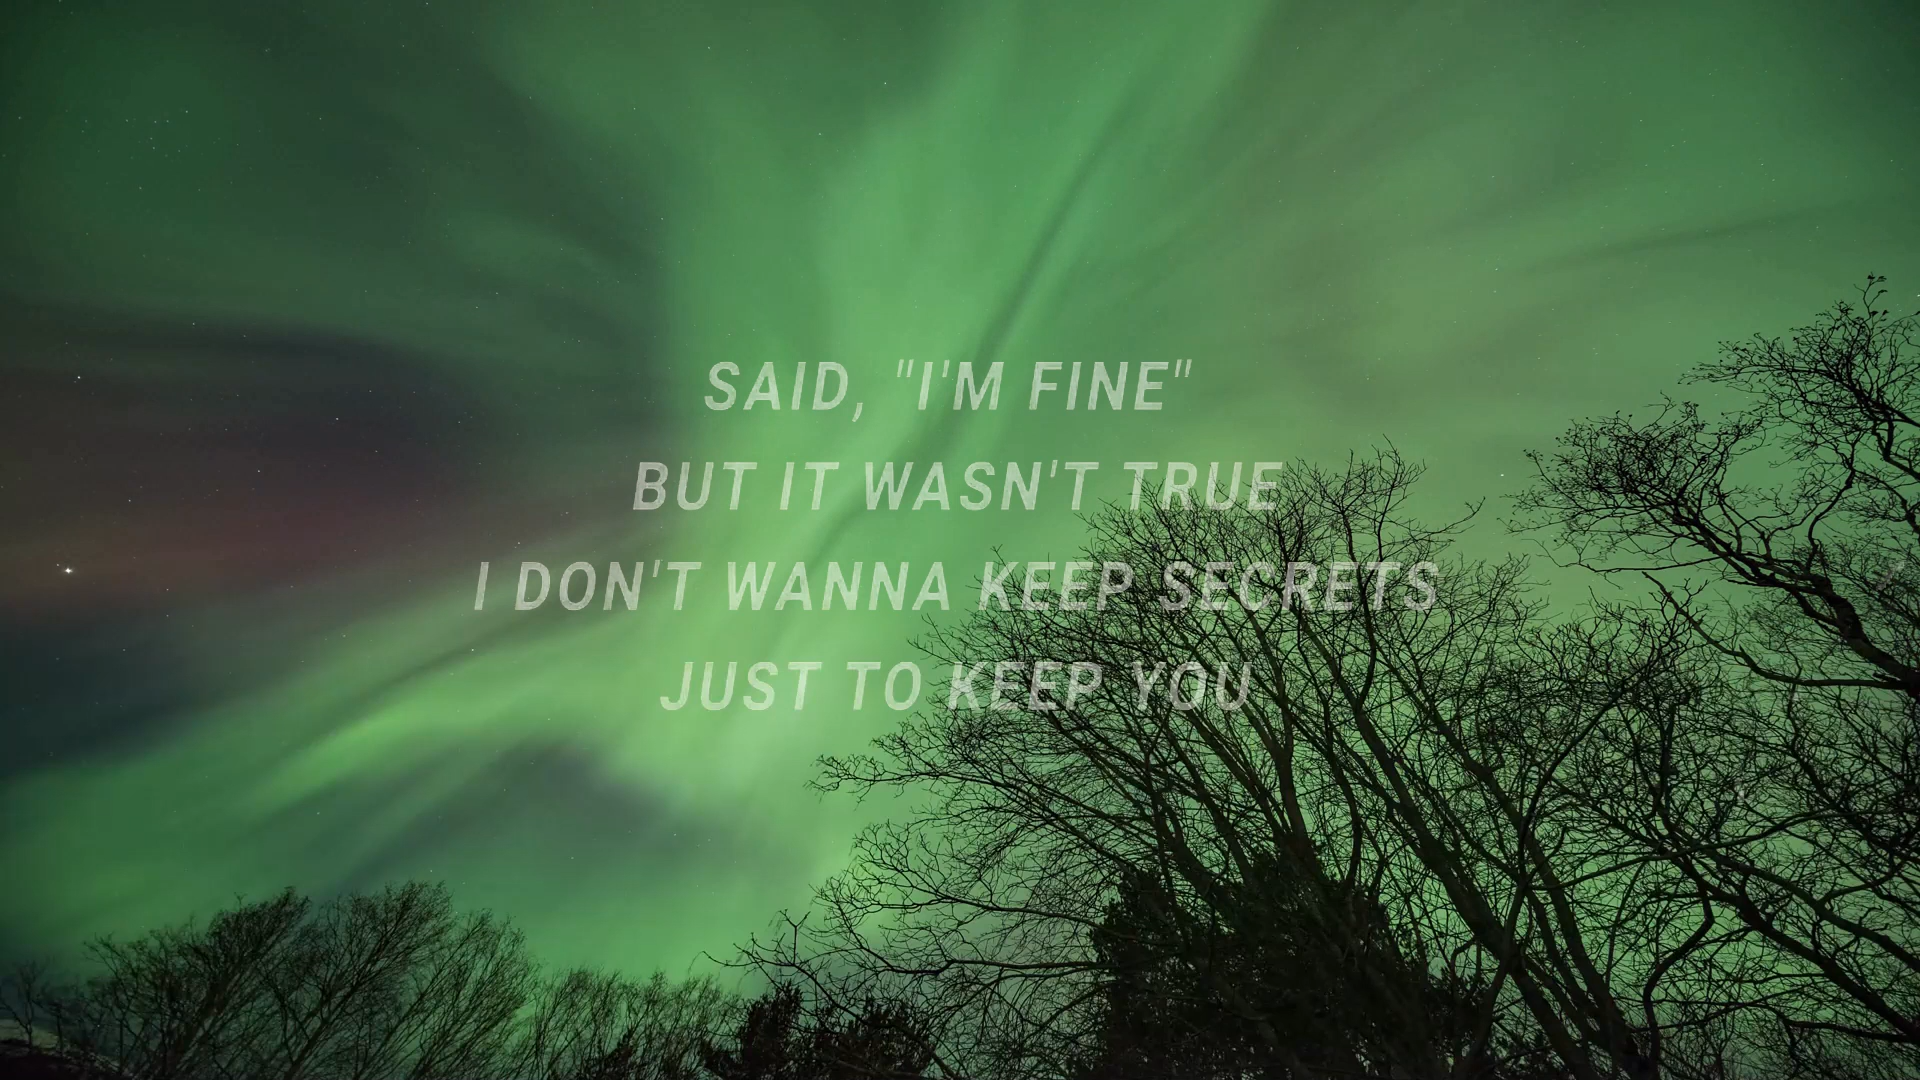 SAID, "I'M FINE"
BUT IT WASN'T TRUE
I DON'T WANNA KEEP SECRETS
JUST TO KEEP YOU